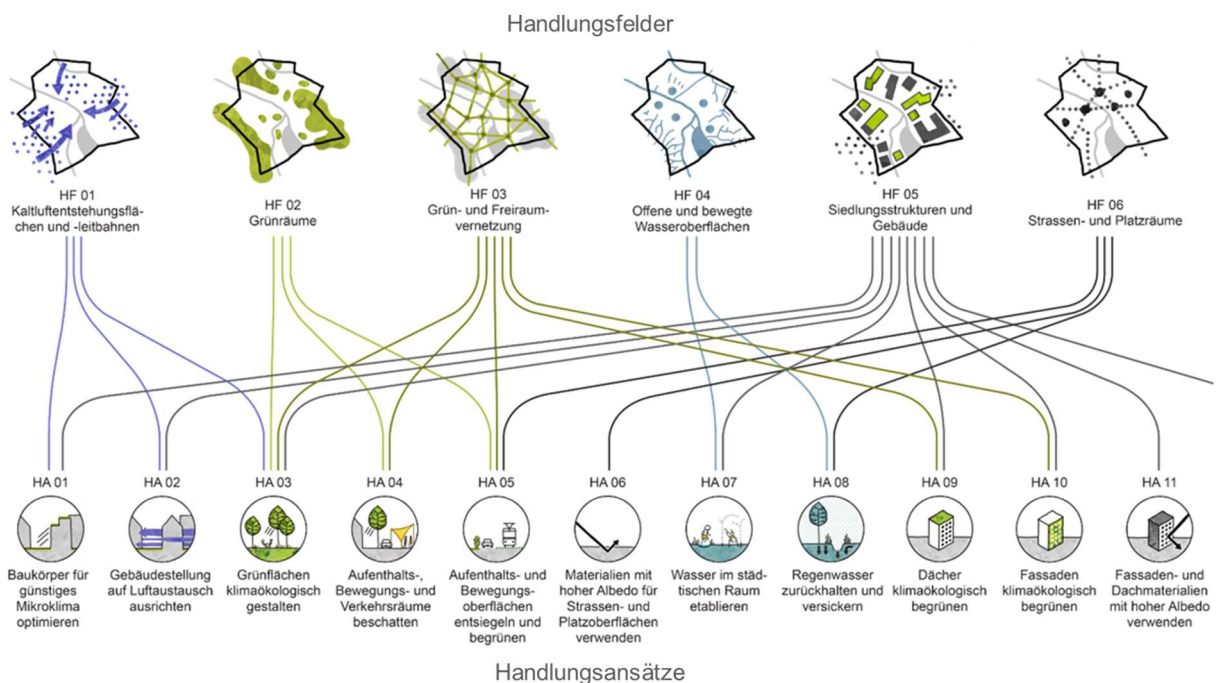 Handlungsfelder
HF 01
Kaltluftentstehungsflä-
chen und -leitbahnen
HF 02
Grünräume
HF 03
Grün- und Freiraum-
vernetzung
HF 04
Offene und bewegte
Wasseroberflächen
HF 05
Siedlungsstrukturen und
Gebäude
HF 06
Strassen- und Platzräume
HA 01
Baukörper für
günstiges
Mikroklima
optimieren
HA 02
Gebäudestellung
auf Luftaustausch
ausrichten
HA 03
Grünflächen
klimaökologisch
gestalten
HA 04
Aufenthalts-,
Bewegungs- und
Verkehrsräume
beschatten
HA 05
Aufenthalts- und
Bewegungs-
oberflächen
entsiegeln und
begrünen
HA 06
Materialien mit
hoher Albedo für
Strassen- und
Platzoberflächen
verwenden
HA 07
Wasser im städ-
tischen Raum
etablieren
HA 08
Regenwasser
zurückhalten und
versickern
HA 09
Dächer
klimaökologisch
begrünen
HA 10
Fassaden
klimaökologisch
begrünen
HA 11
Fassaden- und
Dachmaterialien
mit hoher Albedo
verwenden
Handlungsansätze